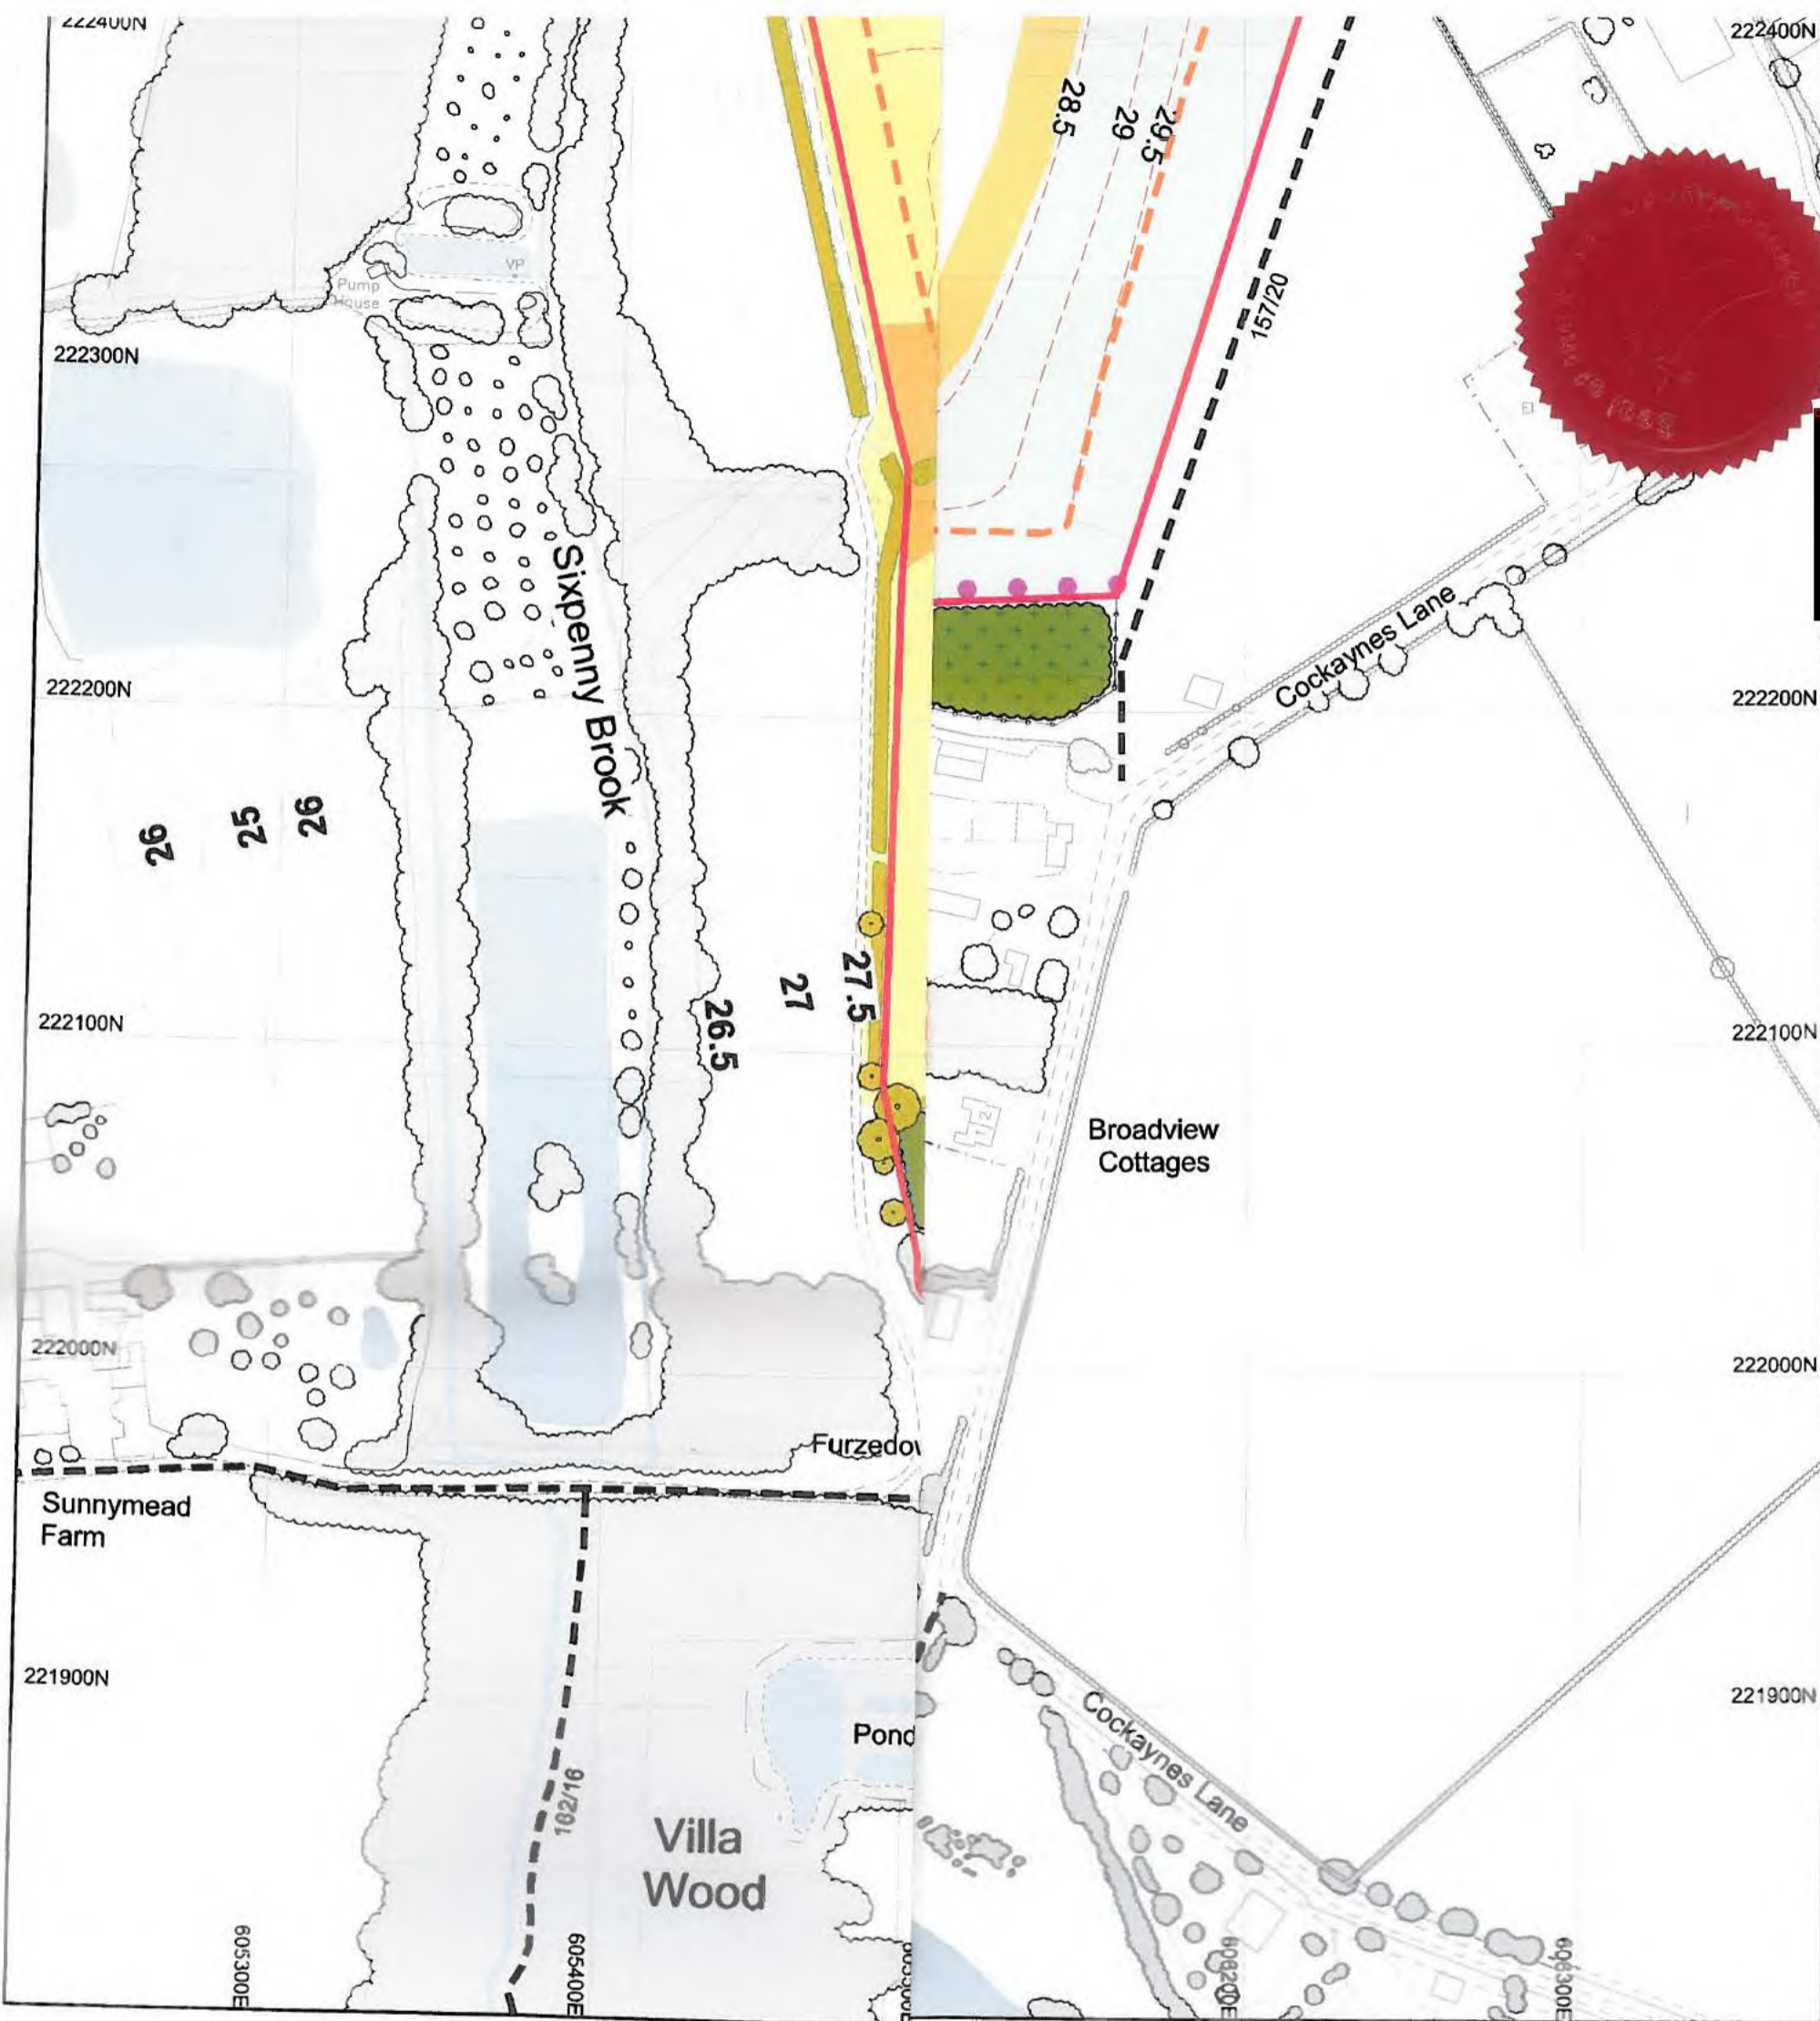 222400N
222400N
28.5
29
29.5
VP
Pump
House
157/20
222300N
Sixpenny Brook
Cockaynes Lane
222200N
222200N
26
25
26
27.5
27
26.5
222100N
222100N
Broadview
Cottages
222000N
222000N
Furzedo
Sunnymead
Farm
221900N
221900N
Pond
Cockaynes Lane
162/16
Villa
Wood
605300E
605400E
606200E
606300E